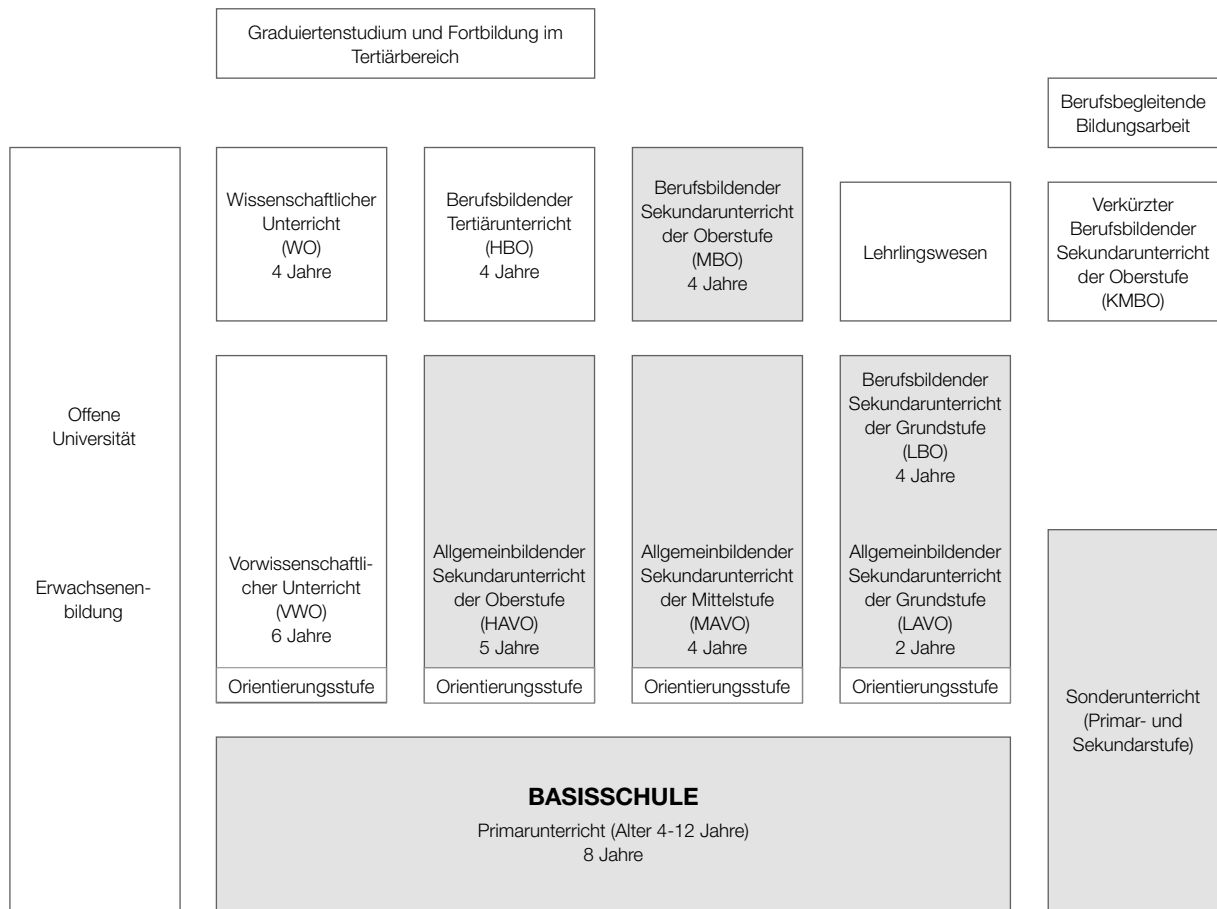 Graduiertenstudium und Fortbildung im
Tertiärbereich
Berufsbegleitende
Bildungsarbeit
Wissenschaftlicher
Unterricht
(WO)
4 Jahre
Berufsbildender
Tertiärunterricht
(HBO)
4 Jahre
Berufsbildender
Sekundarunterricht
der Oberstufe
(MBO)
4 Jahre
Lehrlingswesen
Verkürzter
Berufsbildender
Sekundarunterricht
der Oberstufe
(KMBO)
Offene
Universität
Erwachsenen-
bildung
Vorwissenschaftli-
cher Unterricht
(VWO)
6 Jahre
Orientierungsstufe
Allgemeinbildender
Sekundarunterricht
der Oberstufe
(HAVO)
5 Jahre
Orientierungsstufe
Allgemeinbildender
Sekundarunterricht
der Mittelstufe
(MAVO)
4 Jahre
Orientierungsstufe
Berufsbildender
Sekundarunterricht
der Grundstufe
(LBO)
4 Jahre
Allgemeinbildender
Sekundarunterricht
der Grundstufe
(LAVO)
2 Jahre
Orientierungsstufe
Sonderunterricht
(Primar- und
Sekundarstufe)
BASISSCHULE
Primarunterricht (Alter 4-12 Jahre)
8 Jahre